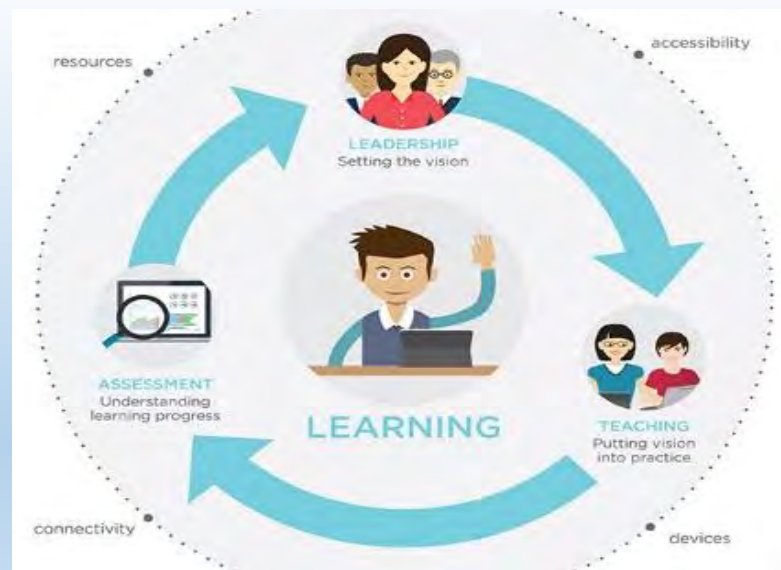 resources
accessibility
LEADERSHIP
Setting the vision
ASSESSMENT
Understanding
learning progress
LEARNING
TEACHING
Putting vision
into practice
connectivity
devices